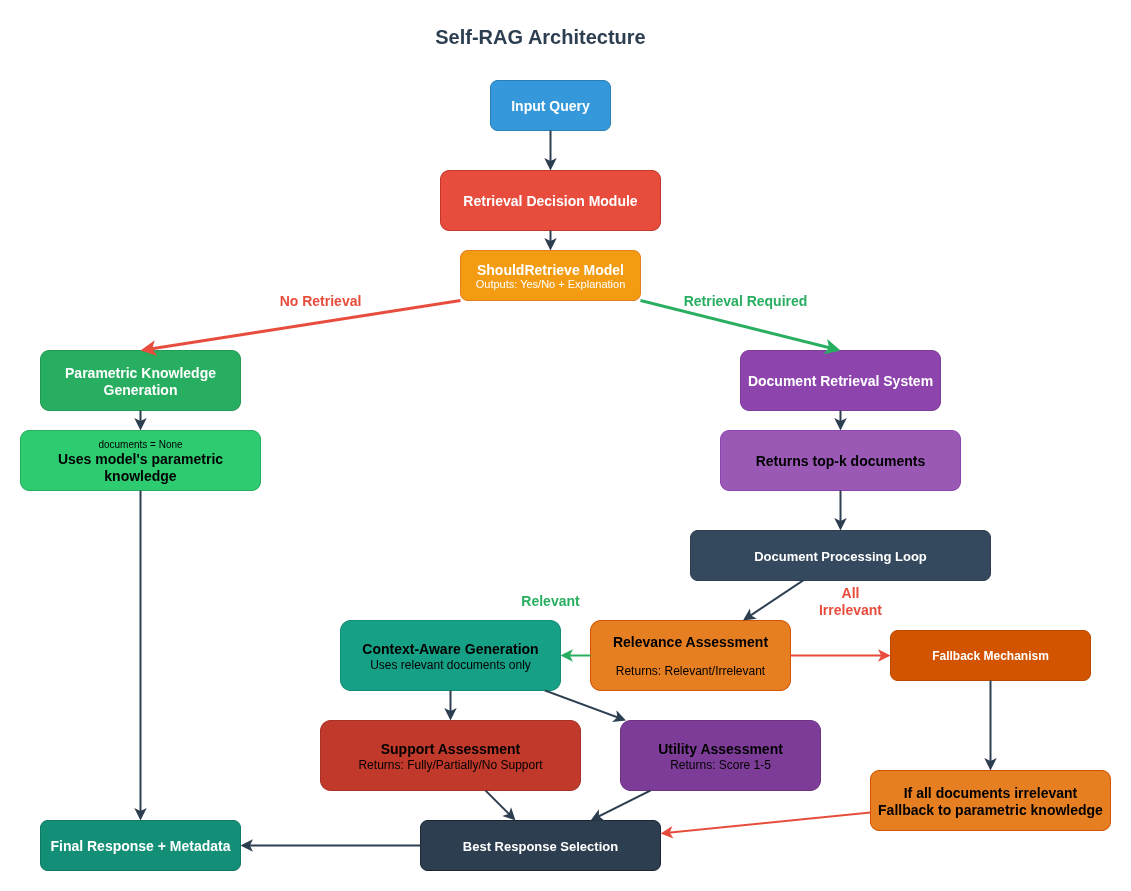 Self-RAG Architecture
Input Query
Retrieval Decision Module
ShouldRetrieve Model
Outputs: Yes/No + Explanation
No Retrieval
Retrieval Required
Parametric Knowledge
Generation
Document Retrieval System
documents = None
Uses model's parametric
knowledge
Returns top-k documents
Document Processing Loop
All
Irrelevant
Relevant
Context-Aware Generation
Uses relevant documents only
Relevance Assessment
Returns: Relevant/Irrelevant
Fallback Mechanism
Support Assessment
Returns: Fully/Partially/No Support
Utility Assessment
Returns: Score 1-5
If all documents irrelevant
Fallback to parametric knowledge
Final Response + Metadata
Best Response Selection